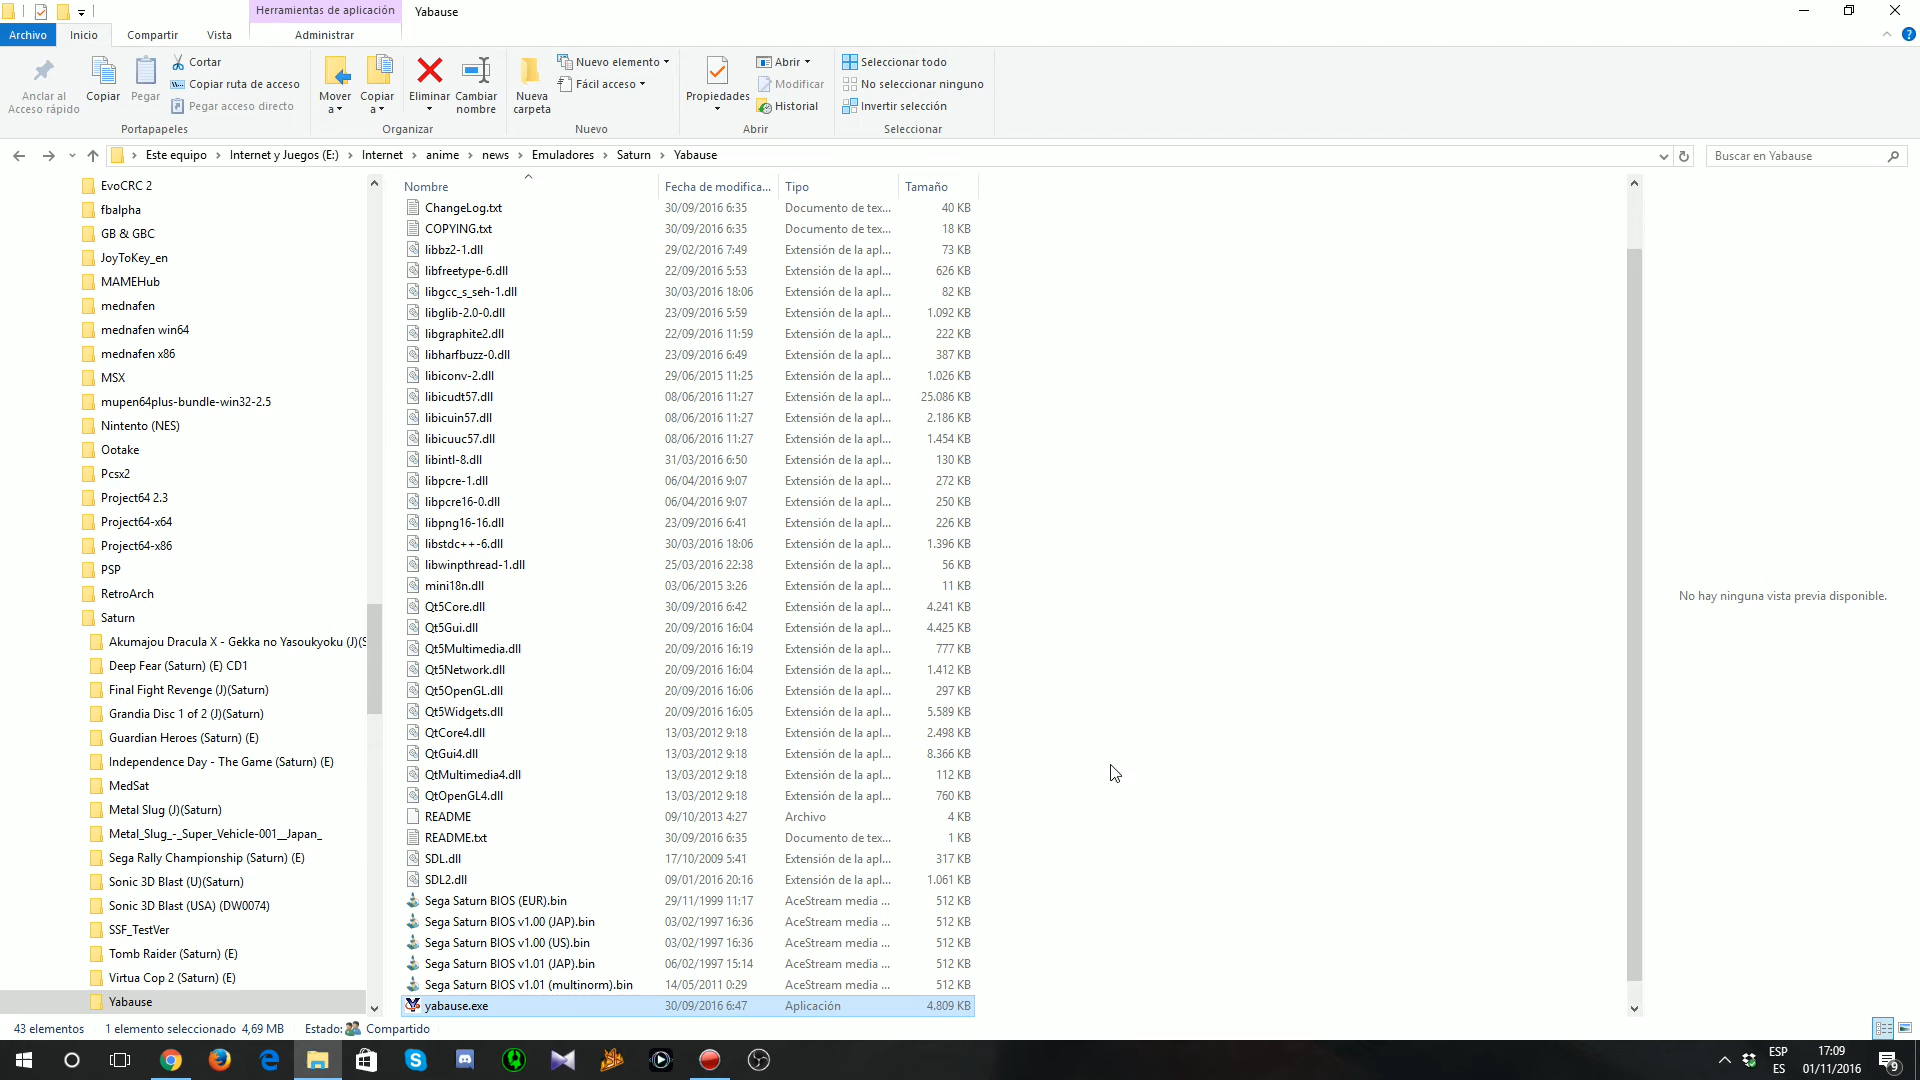 Herramientas de aplicación
Yabause
Archivo
Inicio
Compartir
Vista
Administrar
Anclar al
Acceso rápido
Copiar
Pegar
Cortar
Copiar ruta de acceso
Pegar acceso directo
Portapapeles
Mover
a
Copiar
a
Eliminar
Cambiar
nombre
Organizar
Nueva
carpeta
Nuevo elemento
Fácil acceso
Nuevo
Propiedades
Abrir
Modificar
Historial
Abrir
Seleccionar todo
No seleccionar ninguno
Invertir selección
Seleccionar
Este equipo > Internet y Juegos (E:) > Internet > anime > news > Emuladores > Saturn > Yabause
Buscar en Yabause
EvoCRC 2
fbalpha
GB & GBC
JoyToKey_en
MAMEHub
mednafen
mednafen win64
mednafen x86
MSX
mupen64plus-bundle-win32-2.5
Nintento (NES)
Ootake
Pcsx2
Project64 2.3
Project64-x64
Project64-x86
PSP
RetroArch
Saturn
Akumajou Dracula X - Gekka no Yasoukyoku (J)(S
Deep Fear (Saturn) (E) CD1
Final Fight Revenge (J)(Saturn)
Grandia Disc 1 of 2 (J)(Saturn)
Guardian Heroes (Saturn) (E)
Independence Day - The Game (Saturn) (E)
MedSat
Metal Slug (J)(Saturn)
Metal_Slug_-_Super_Vehicle-001__Japan_
Sega Rally Championship (Saturn) (E)
Sonic 3D Blast (U)(Saturn)
Sonic 3D Blast (USA) (DW0074)
SSF_TestVer
Tomb Raider (Saturn) (E)
Virtua Cop 2 (Saturn) (E)
Yabause
Nombre Fecha de modifica... Tipo Tamaño
ChangeLog.txt 30/09/2016 6:35 Documento de tex... 40 KB
COPYING.txt 30/09/2016 6:35 Documento de tex... 18 KB
libbz2-1.dll 29/02/2016 7:49 Extensión de la apl... 73 KB
libfreetype-6.dll 22/09/2016 5:53 Extensión de la apl... 626 KB
libgcc_s_seh-1.dll 30/03/2016 18:06 Extensión de la apl... 82 KB
libglib-2.0-0.dll 23/09/2016 5:59 Extensión de la apl... 1.092 KB
libgraphite2.dll 22/09/2016 11:59 Extensión de la apl... 222 KB
libharfbuzz-0.dll 23/09/2016 6:49 Extensión de la apl... 387 KB
libiconv-2.dll 29/06/2015 11:25 Extensión de la apl... 1.026 KB
libicudt57.dll 08/06/2016 11:27 Extensión de la apl... 25.086 KB
libicuin57.dll 08/06/2016 11:27 Extensión de la apl... 2.186 KB
libicuuc57.dll 08/06/2016 11:27 Extensión de la apl... 1.454 KB
libintl-8.dll 31/03/2016 6:50 Extensión de la apl... 130 KB
libpcre-1.dll 06/04/2016 9:07 Extensión de la apl... 272 KB
libpcre16-0.dll 06/04/2016 9:07 Extensión de la apl... 250 KB
libpng16-16.dll 23/09/2016 6:41 Extensión de la apl... 226 KB
libstdc++-6.dll 30/03/2016 18:06 Extensión de la apl... 1.396 KB
libwinpthread-1.dll 25/03/2016 22:38 Extensión de la apl... 56 KB
mini18n.dll 03/06/2015 3:26 Extensión de la apl... 11 KB
Qt5Core.dll 30/09/2016 6:42 Extensión de la apl... 4.241 KB
Qt5Gui.dll 20/09/2016 16:04 Extensión de la apl... 4.425 KB
Qt5Multimedia.dll 20/09/2016 16:19 Extensión de la apl... 777 KB
Qt5Network.dll 20/09/2016 16:04 Extensión de la apl... 1.412 KB
Qt5OpenGL.dll 20/09/2016 16:06 Extensión de la apl... 297 KB
Qt5Widgets.dll 20/09/2016 16:05 Extensión de la apl... 5.589 KB
QtCore4.dll 13/03/2012 9:18 Extensión de la apl... 2.498 KB
QtGui4.dll 13/03/2012 9:18 Extensión de la apl... 8.366 KB
QtMultimedia4.dll 13/03/2012 9:18 Extensión de la apl... 112 KB
QtOpenGL4.dll 13/03/2012 9:18 Extensión de la apl... 760 KB
README 09/10/2013 4:27 Archivo 4 KB
README.txt 30/09/2016 6:35 Documento de tex... 1 KB
SDL.dll 17/10/2009 5:41 Extensión de la apl... 317 KB
SDL2.dll 09/01/2016 20:16 Extensión de la apl... 1.061 KB
Sega Saturn BIOS (EUR).bin 29/11/1999 11:17 AceStream media ... 512 KB
Sega Saturn BIOS v1.00 (JAP).bin 03/02/1997 16:36 AceStream media ... 512 KB
Sega Saturn BIOS v1.00 (US).bin 03/02/1997 16:36 AceStream media ... 512 KB
Sega Saturn BIOS v1.01 (JAP).bin 06/02/1997 15:14 AceStream media ... 512 KB
Sega Saturn BIOS v1.01 (multinorm).bin 14/05/2011 0:29 AceStream media ... 512 KB
yabause.exe 30/09/2016 6:47 Aplicación 4.809 KB
No hay ninguna vista previa disponible.
43 elementos 1 elemento seleccionado 4,69 MB Estado: Compartido
ESP
ES
17:09
01/11/2016
9